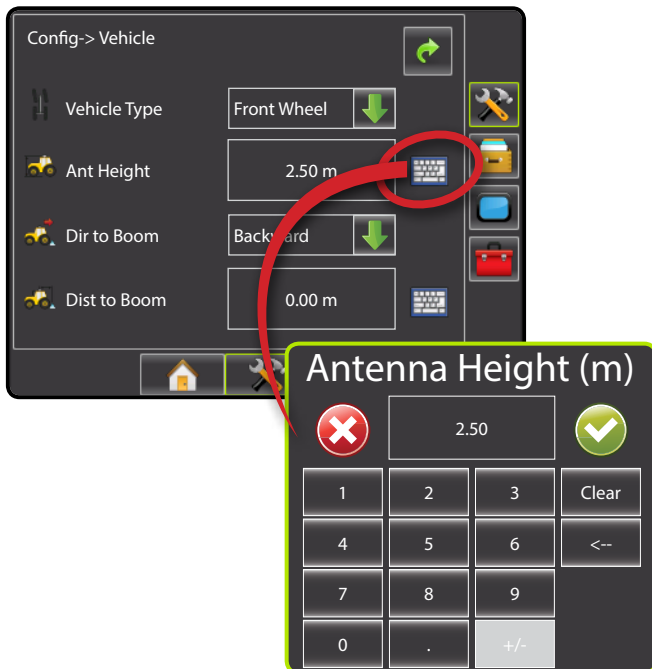 Config-> Vehicle
Vehicle Type Front Wheel
Ant Height 2.50 m
Dir to Boom Backward
Dist to Boom 0.00 m
Antenna Height (m)
2.50
1 2 3 Clear
4 5 6 <--
7 8 9
0 . +/-